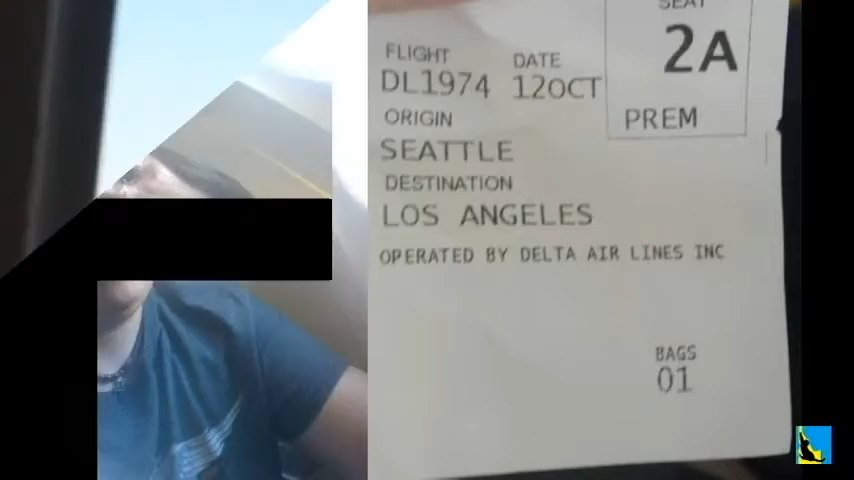 SEAT
2A
FLIGHT DATE
DL1974 12OCT
PREM
ORIGIN
SEATTLE
DESTINATION
LOS ANGELES
OPERATED BY DELTA AIR LINES INC
BAGS
01